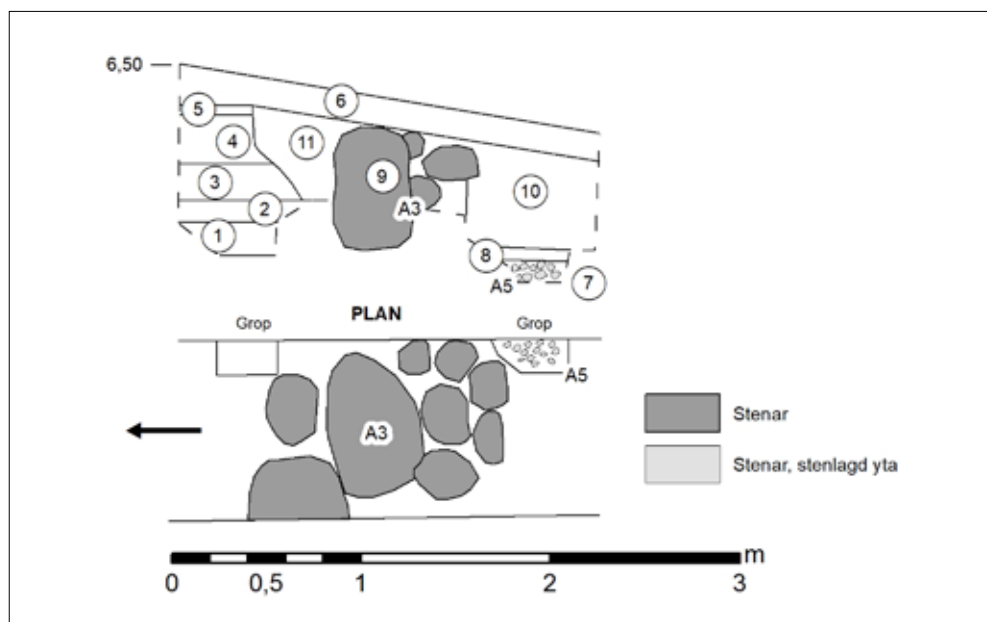 6,50
6
5
4
11
3
9
10
2
A3
1
8
7
A5
PLAN
Grop
Grop
A5
A3
Stenar
Stenar, stenlagd yta
m
0 0,5 1 2 3